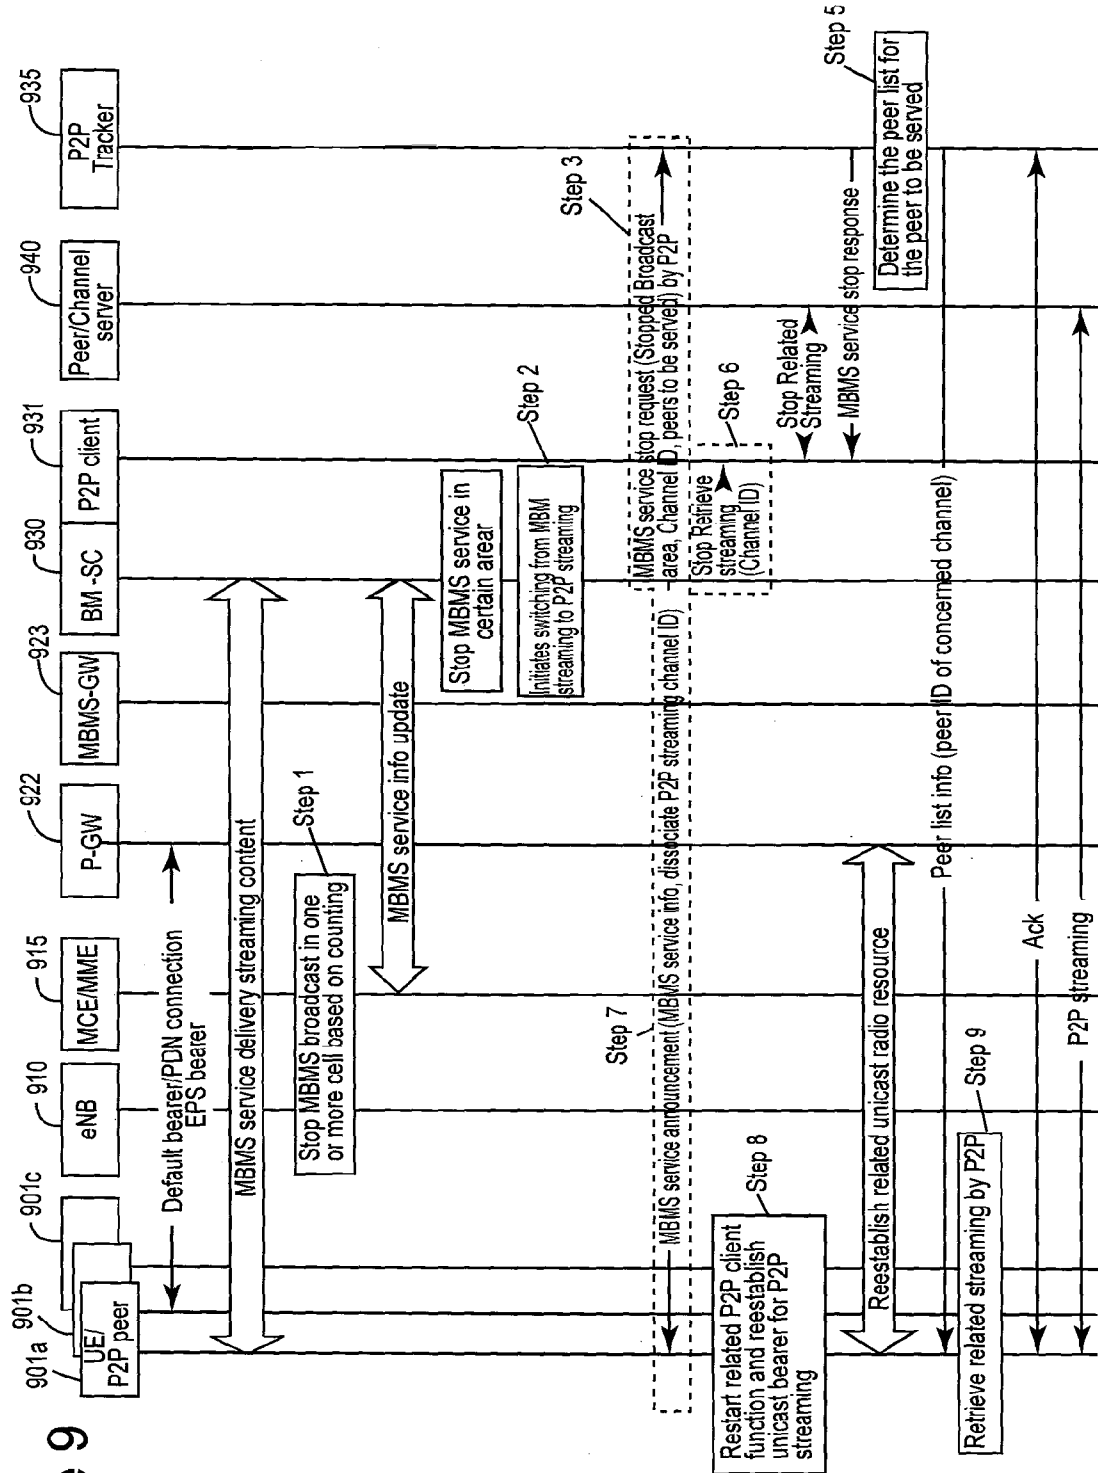 e 9
901a
901b
901c
910
915
922
923
930
931
940
935
UE/
P2P peer
eNB
MCE/MME
P-GW
MBMS-GW
BM -SC
P2P client
Peer/Channel
server
P2P
Tracker
Default bearer/PDN connection
EPS bearer
MBMS service delivery streaming content
Step 1
Stop MBMS broadcast in one
or more cell based on counting
MBMS service info update
Stop MBMS service in
certain arear
Step 2
Initiates switching from MBM
streaming to P2P streaming
Step 3
MBMS service stop request (Stopped Broadcast
area, Channel ID, peers to be served) by P2P
Step 7
MBMS service announcement (MBMS service info, dissociate P2P streaming channel ID)
Step 6
Stop Retrieve
streaming
(Channel ID)
Step 8
Restart related P2P client
function and reestablish
unicast bearer for P2P
streaming
Stop Related
Streaming
MBMS service stop response
Step 5
Determine the peer list for
the peer to be served
Reestablish related unicast radio resource
Peer list info (peer ID of concerned channel)
Step 9
Retrieve related streaming by P2P
Ack
P2P streaming